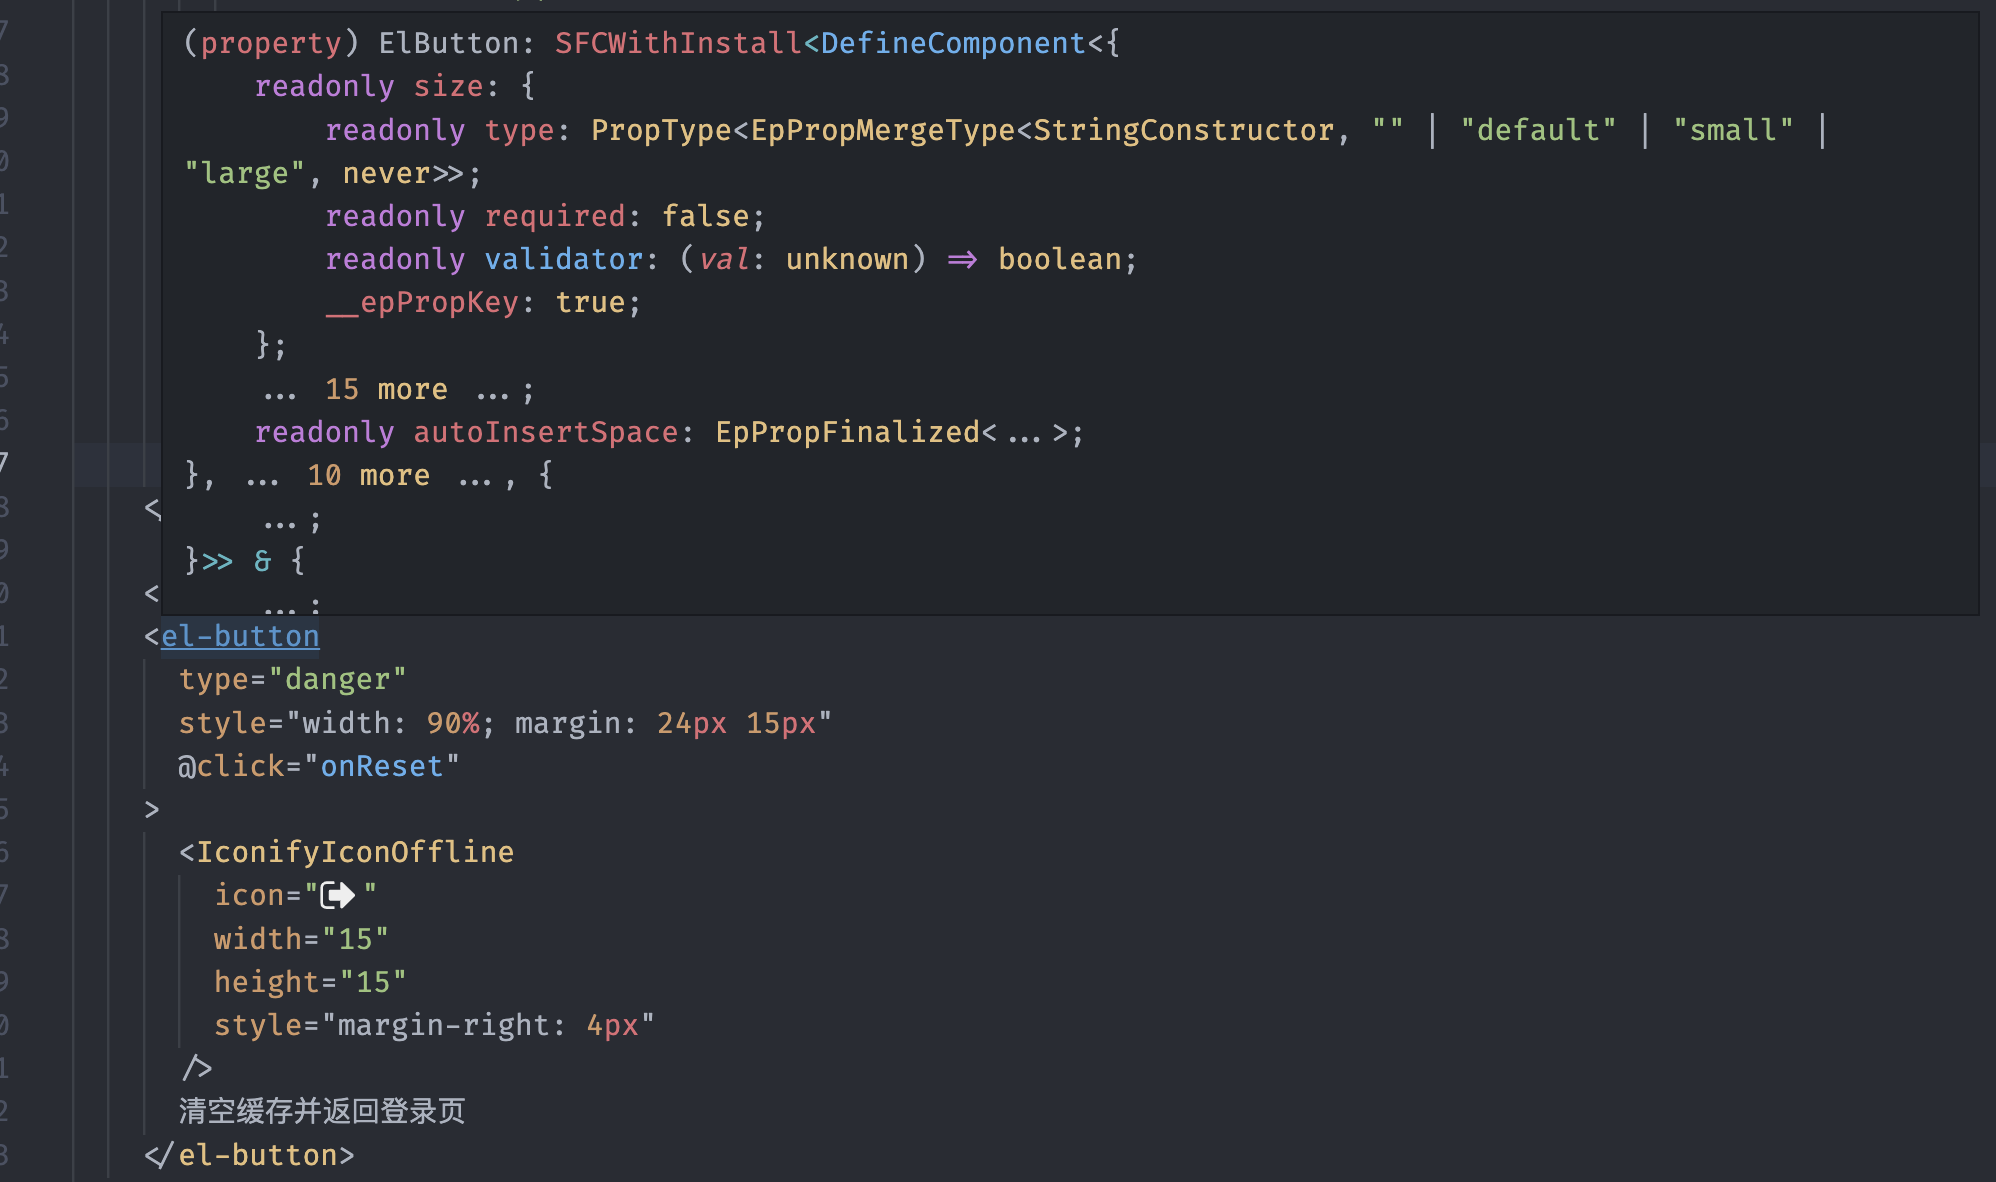 (property) ElButton: SFCWithInstall<DefineComponent<{
    readonly size: {
        readonly type: PropType<EpPropMergeType<StringConstructor, "" | "default" | "small" |
"large", never>>;
        readonly required: false;
        readonly validator: (val: unknown) => boolean;
        __epPropKey: true;
    };
    ... 15 more ...;
    readonly autoInsertSpace: EpPropFinalized<...>;
}, ... 10 more ..., {
    ...;
}>> & {
    ...;
<el-button
  type="danger"
  style="width: 90%; margin: 24px 15px"
  @click="onReset"
>
  <IconifyIconOffline
    icon=""
    width="15"
    height="15"
    style="margin-right: 4px"
  />
  清空缓存并返回登录页
</el-button>